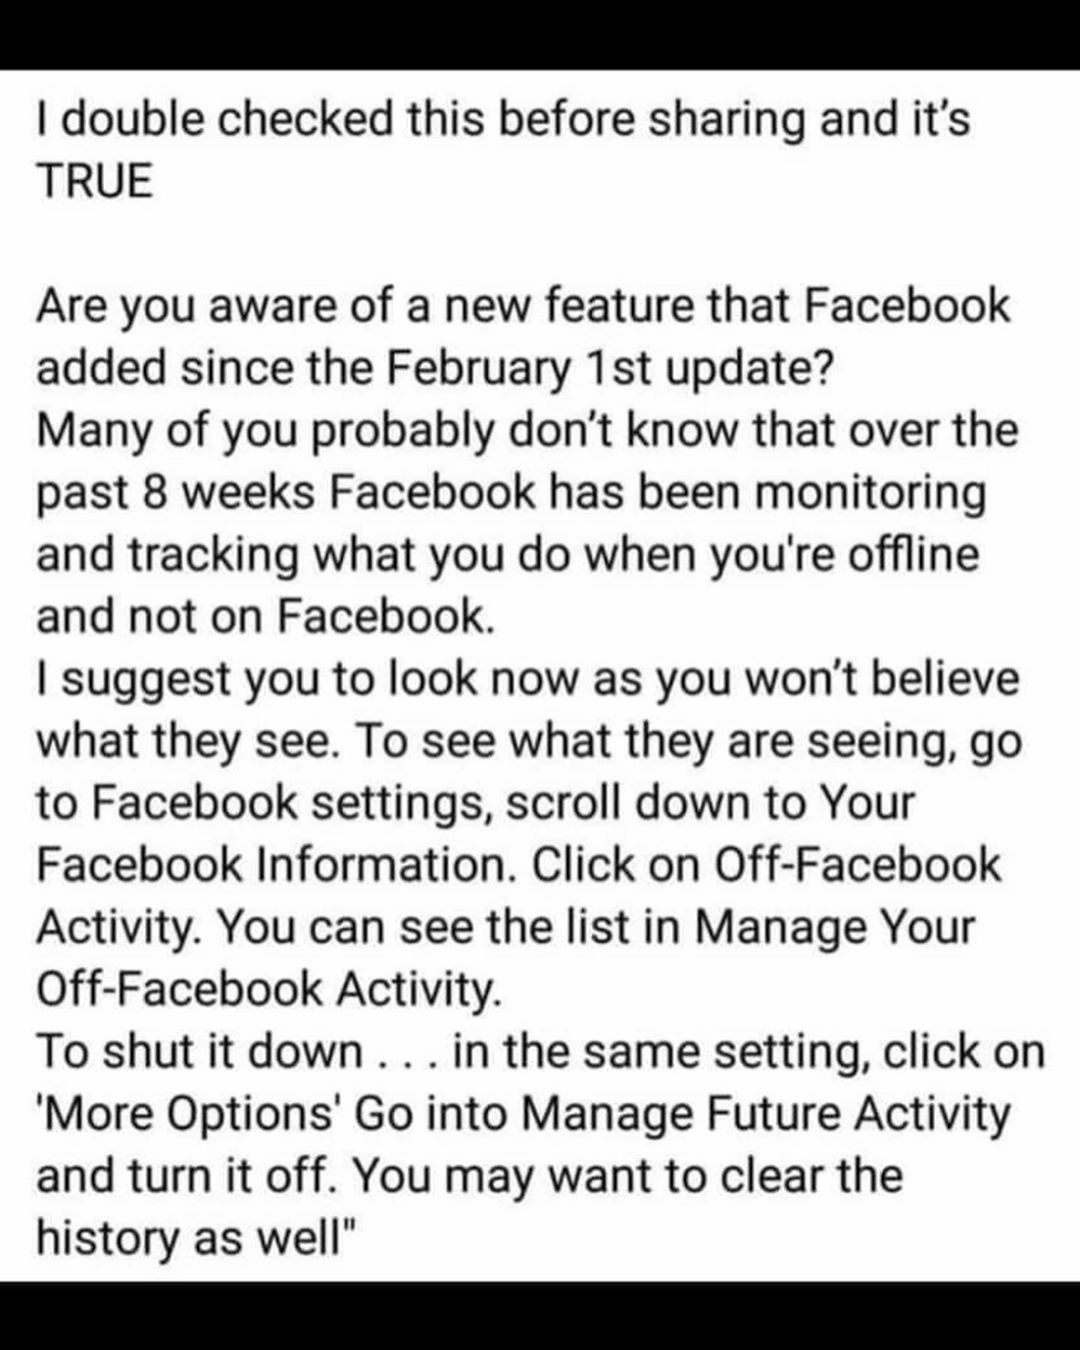 I double checked this before sharing and it’s
TRUE
Are you aware of a new feature that Facebook
added since the February 1st update?
Many of you probably don’t know that over the
past 8 weeks Facebook has been monitoring
and tracking what you do when you're offline
and not on Facebook.
I suggest you to look now as you won’t believe
what they see. To see what they are seeing, go
to Facebook settings, scroll down to Your
Facebook Information. Click on Off-Facebook
Activity. You can see the list in Manage Your
Off-Facebook Activity.
To shut it down . . . in the same setting, click on
'More Options' Go into Manage Future Activity
and turn it off. You may want to clear the
history as well"